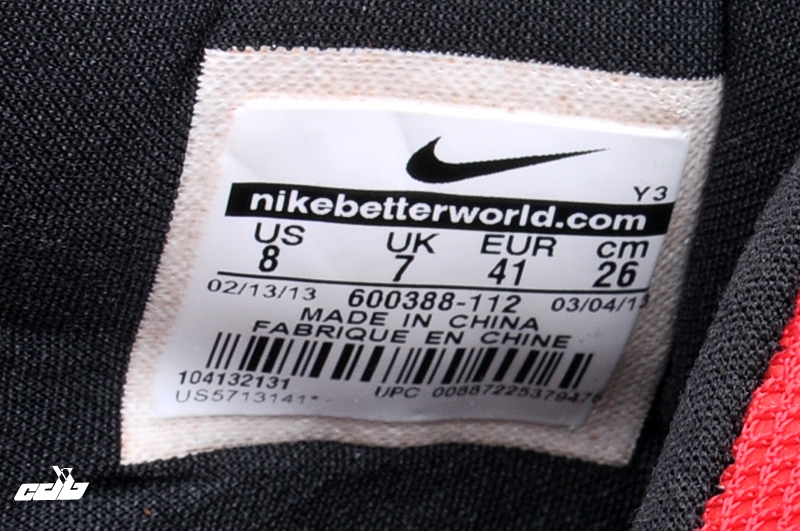 Y3
nikebetterworld.com
US UK EUR cm
8 7 41 26
02/13/13 600388-112 03/04/13
MADE IN CHINA
FABRIQUE EN CHINE
104132131
US5713141*- UPC
cdb